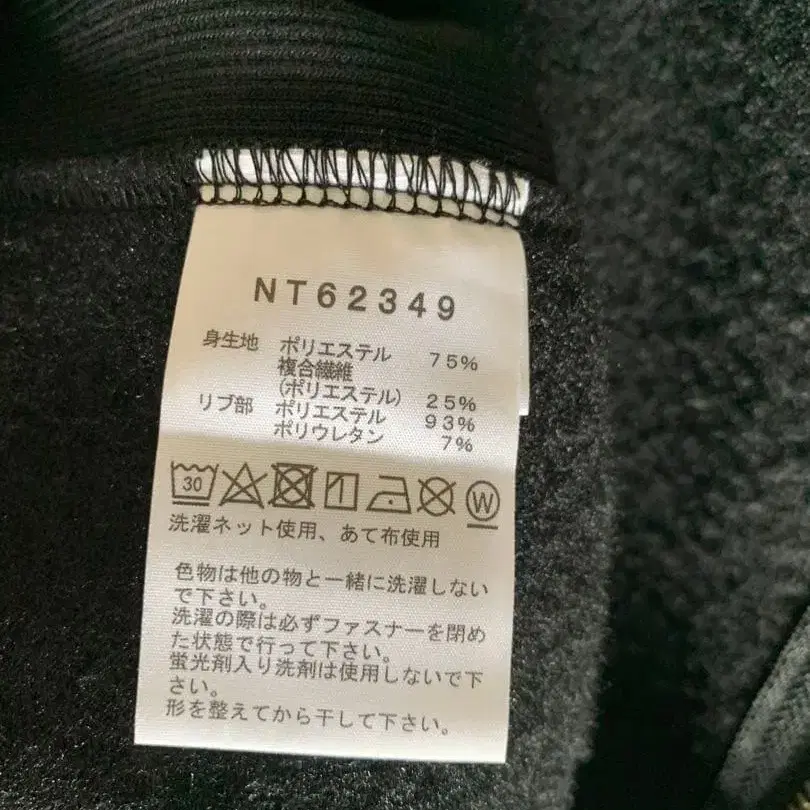 NT62349
身生地 ポリエステル 75%
複合繊維
(ポリエステル) 25%
リブ部 ポリエステル 93%
ポリウレタン 7%
30 W
洗濯ネット使用、あて布使用
色物は他の物と一緒に洗濯しない
で下さい。
洗濯の際は必ずファスナーを閉め
た状態で行って下さい。
蛍光剤入り洗剤は使用しないで下
さい。
形を整えてから干して下さい。